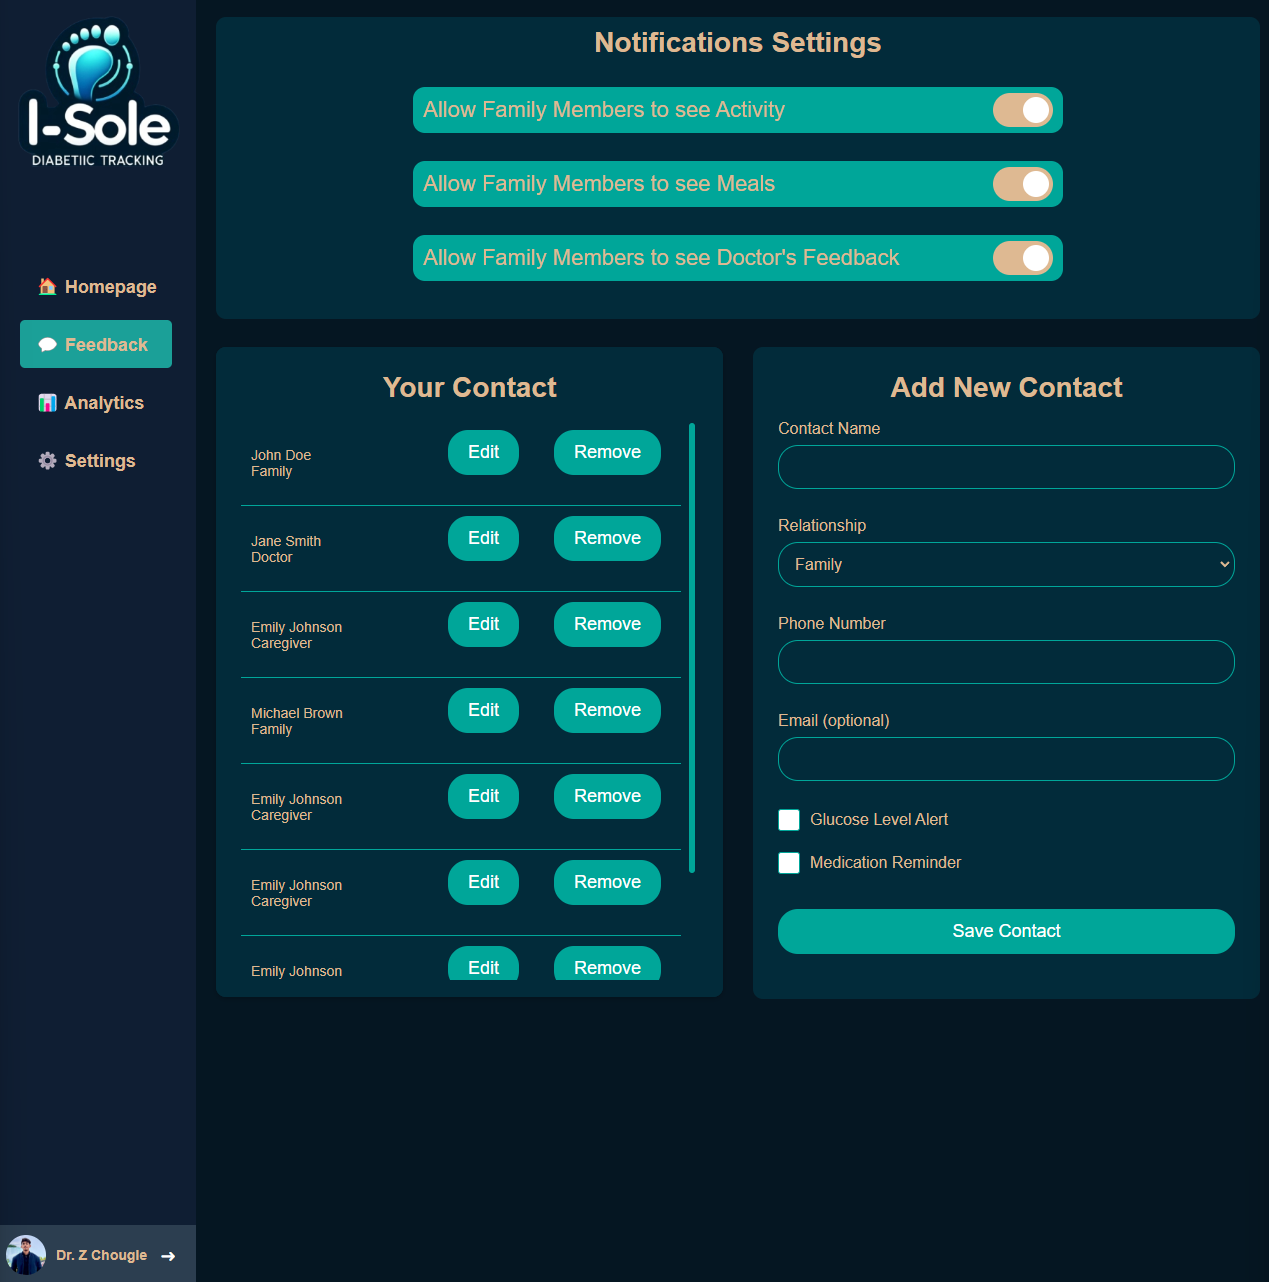 I-Sole
DIABETIIC TRACKING
Homepage
Feedback
Analytics
Settings
Dr. Z Chougle
Notifications Settings
Allow Family Members to see Activity
Allow Family Members to see Meals
Allow Family Members to see Doctor's Feedback
Your Contact
John Doe
Family
Edit Remove
Jane Smith
Doctor
Edit Remove
Emily Johnson
Caregiver
Edit Remove
Michael Brown
Family
Edit Remove
Emily Johnson
Caregiver
Edit Remove
Emily Johnson
Caregiver
Edit Remove
Emily Johnson
Edit Remove
Add New Contact
Contact Name
Relationship
Family
Phone Number
Email (optional)
Glucose Level Alert
Medication Reminder
Save Contact